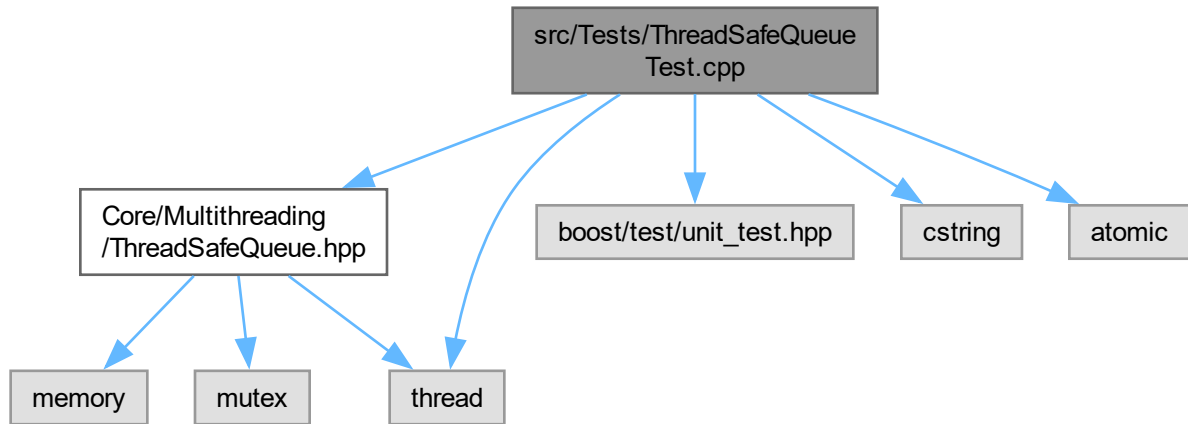 src/Tests/ThreadSafeQueue
Test.cpp
Core/Multithreading
/ThreadSafeQueue.hpp
boost/test/unit_test.hpp
cstring
atomic
memory
mutex
thread